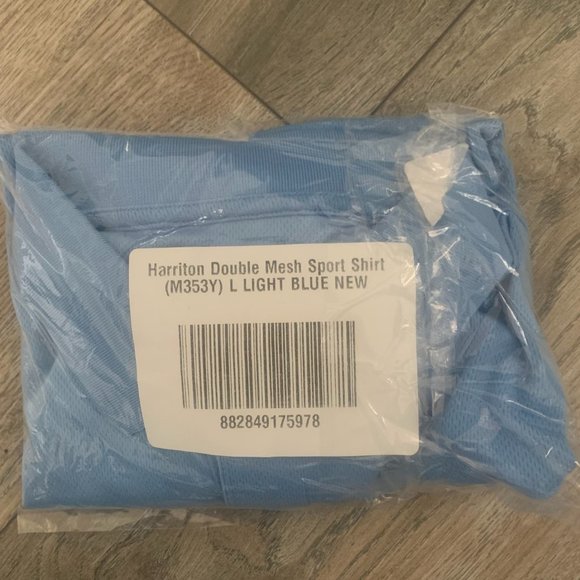 Harriton Double Mesh Sport Shirt
(M353Y) L LIGHT BLUE NEW
882849175978